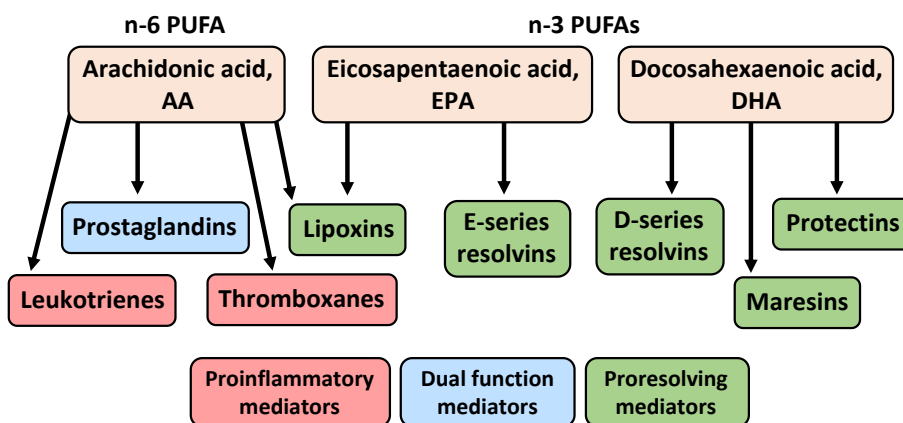 n-6 PUFA
n-3 PUFAs
Arachidonic acid,
AA
Eicosapentaenoic acid,
EPA
Docosahexaenoic acid,
DHA
Prostaglandins
Lipoxins
E-series
resolvins
D-series
resolvins
Protectins
Leukotrienes
Thromboxanes
Maresins
Proinflammatory
mediators
Dual function
mediators
Proresolving
mediators